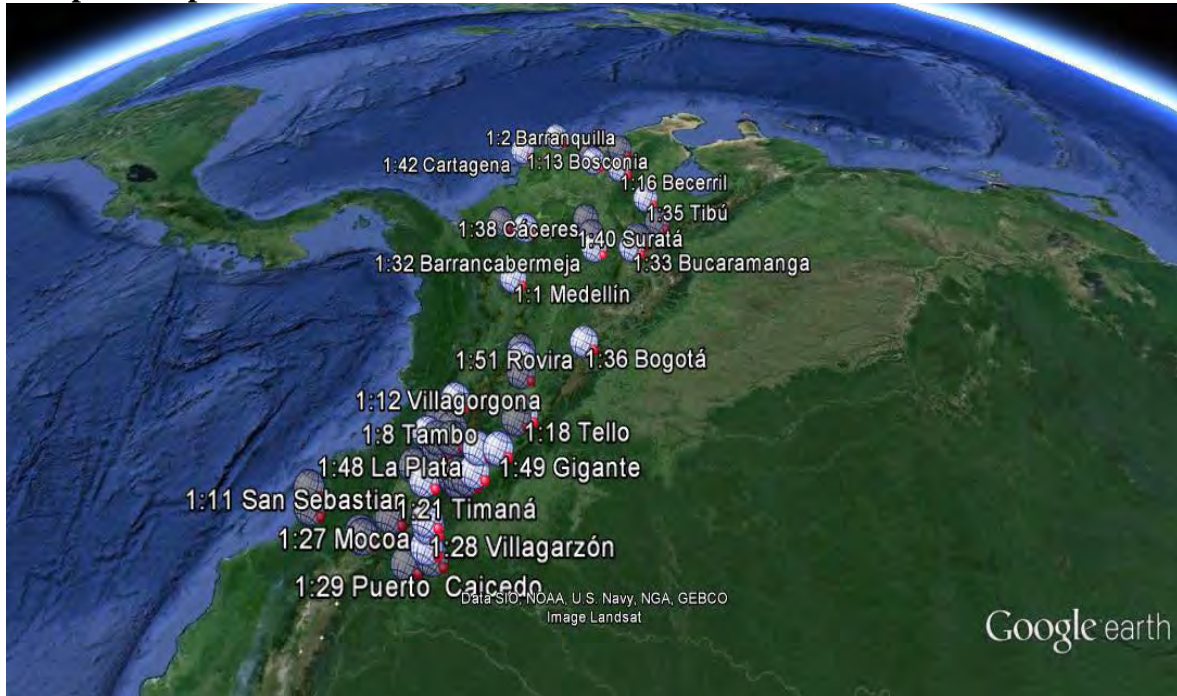 1:2 Barranquilla
1:42 Cartagena
1:13 Bosconia
1:16 Becerril
1:35 Tibú
1:38 Cáceres
1:40 Suratá
1:32 Barrancabermeja
1:33 Bucaramanga
1:1 Medellín
1:51 Rovira
1:36 Bogotá
1:12 Villagorgona
1:8 Tambo
1:18 Tello
1:48 La Plata
1:49 Gigante
1:11 San Sebastian
1:21 Timaná
1:27 Mocoa
1:28 Villagarzón
1:29 Puerto Caicedo
Data SIO, NOAA, U.S. Navy, NGA, GEBCO
Image Landsat
Google earth